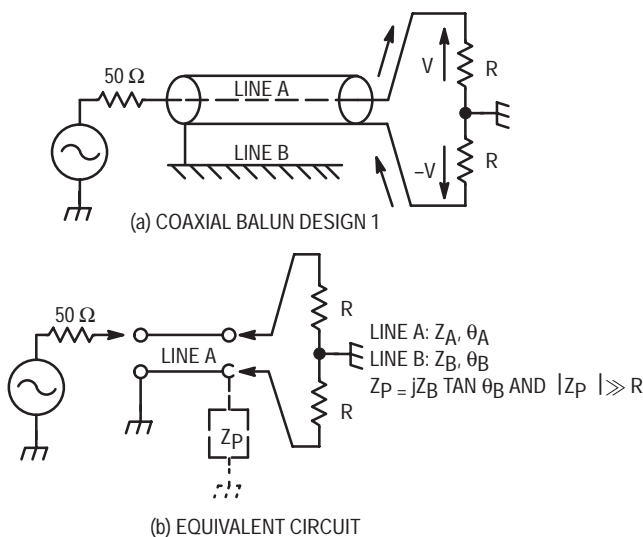 50 Ω
LINE A
LINE B
V
R
–V
R
(a) COAXIAL BALUN DESIGN 1
50 Ω
LINE A
ZP
R
R
LINE A: ZA, θA
LINE B: ZB, θB
ZP = jZB TAN θB AND |ZP | ≫ R
(b) EQUIVALENT CIRCUIT